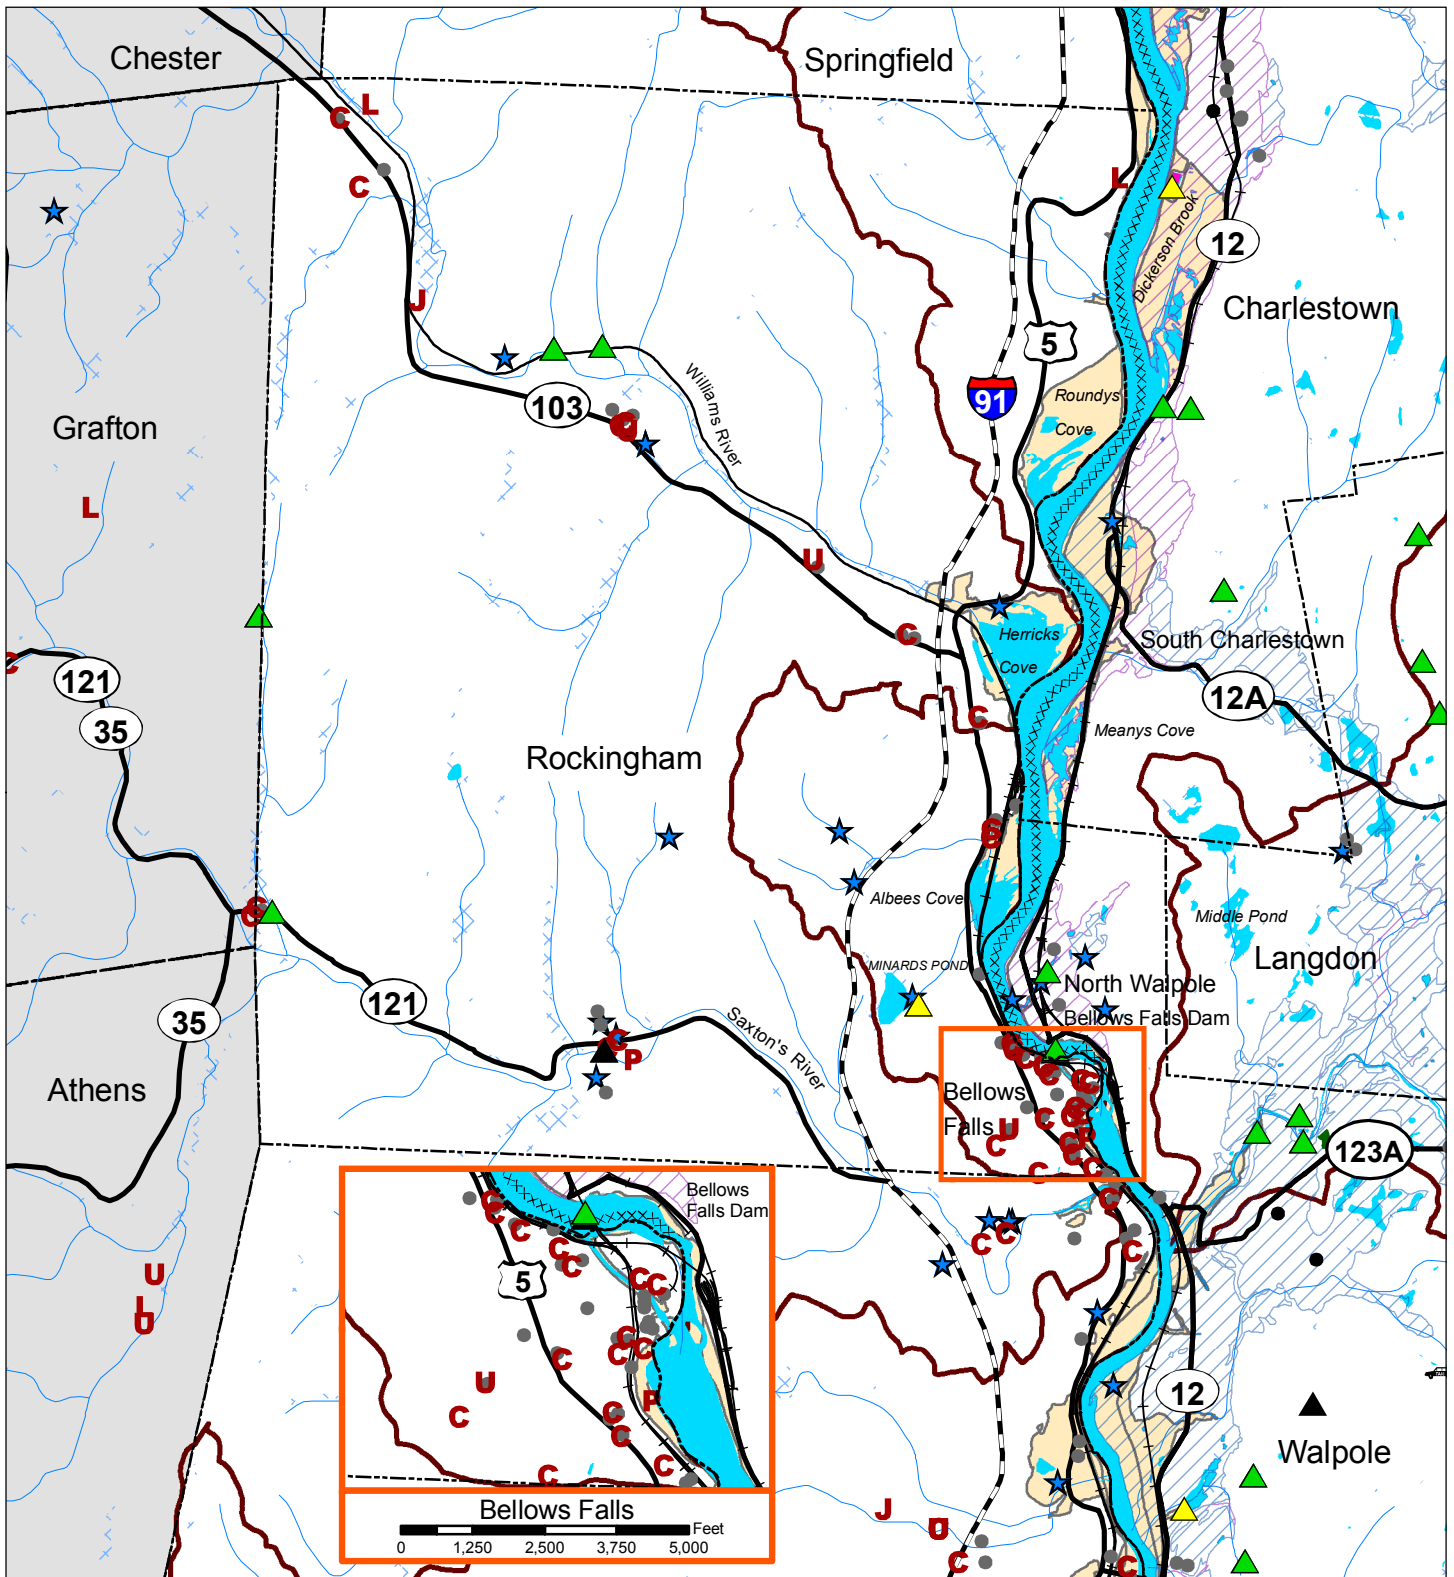 Chester
Springfield
L
C
C
L
Dickerson Brook
12
Charlestown
J
5
Williams River
103
91
Roundys
Cove
Grafton
L
U
C
Herricks
Cove
South Charlestown
C
121
12A
35
C
Meanys Cove
Rockingham
Albees Cove
Middle Pond
Langdon
MINARDS POND
North Walpole
121
Bellows Falls Dam
35
Saxton's River
C
P
Athens
Bellows
Falls
U
C
123A
Bellows
Falls Dam
5
U
C
P
C
C
U
L
U
12
Walpole
J
U
C
C
Bellows Falls
Feet
0 1,250 2,500 3,750 5,000